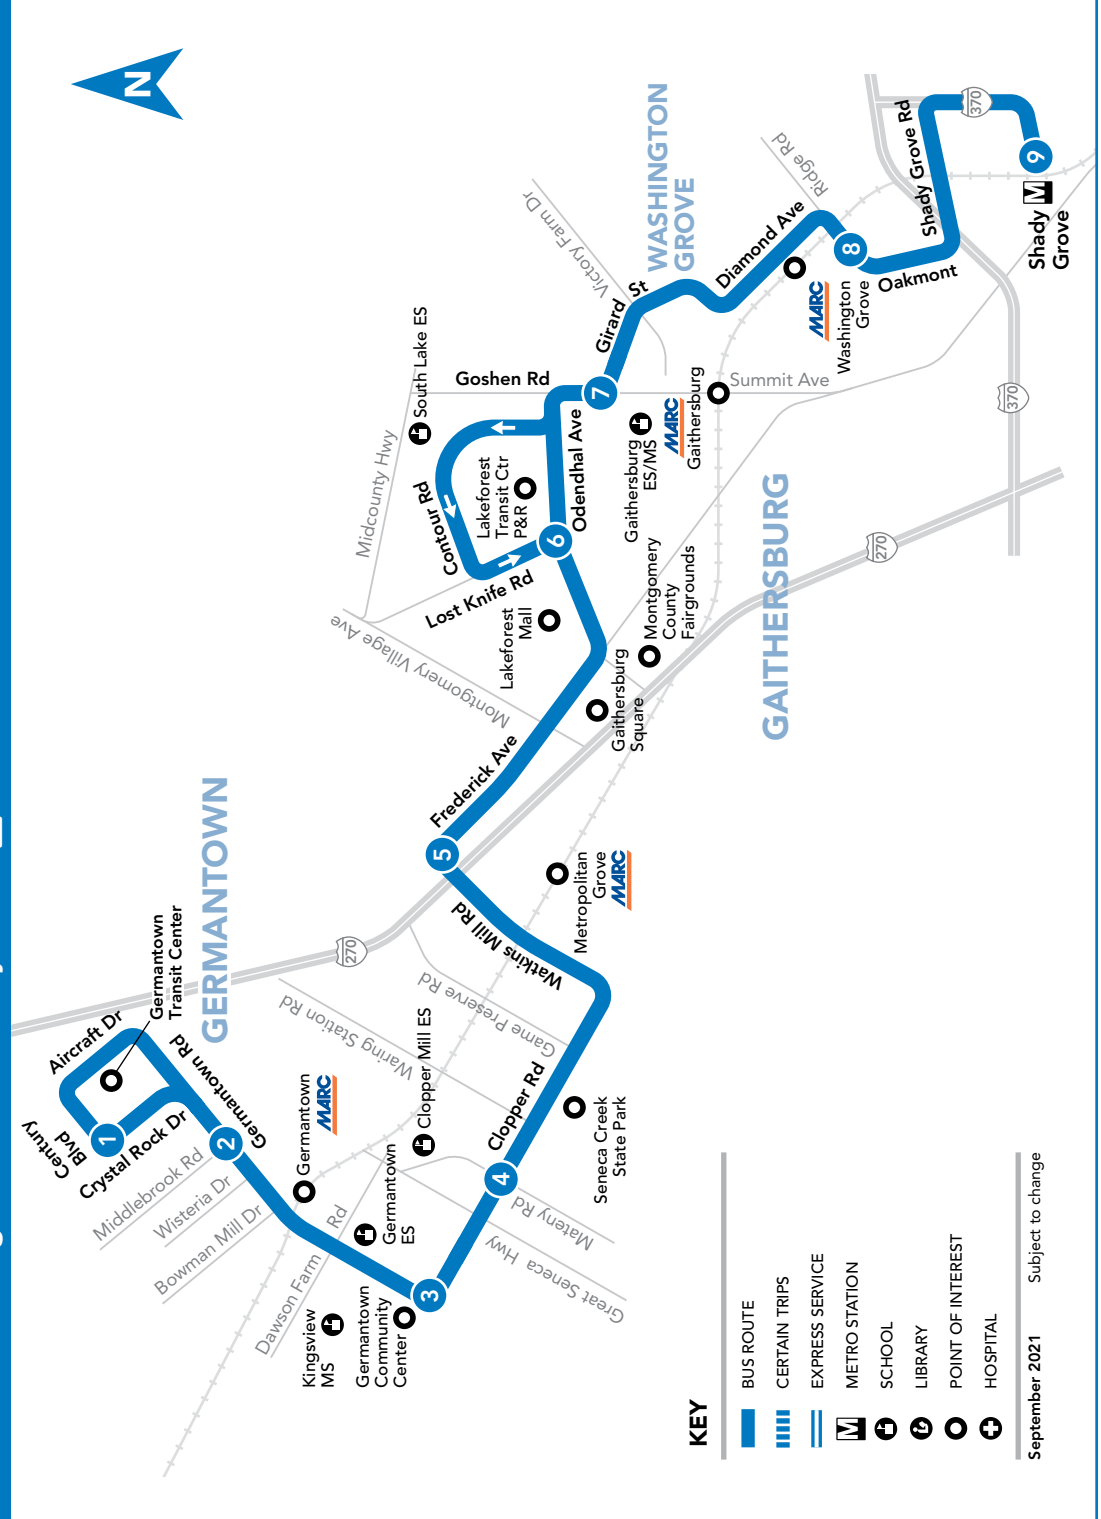 N
GERMANTOWN
GAITHERSBURG
WASHINGTON
GROVE
Century
Blvd
Aircraft Dr
Germantown
Transit Center
Crystal Rock Dr
Germantown Rd
1
2
3
4
5
6
7
8
9
Middlebrook Rd
Wisteria Dr
Bowman Mill Dr
Dawson Farm Rd
Germantown
MARC
Kingsview
MS
Germantown
Community
Center
Germantown
ES
Clopper Mill ES
Waring Station Rd
Game Preserve Rd
Great Seneca Hwy
Mateny Rd
Clopper Rd
Seneca Creek
State Park
Watkins Mill Rd
270
Metropolitan
Grove
MARC
Frederick Ave
Montgomery Village Ave
Midcounty Hwy
Gaithersburg
Square
Lakeforest
Mall
Montgomery
County
Fairgrounds
Lost Knife Rd
Contour Rd
Lakeforest
Transit Ctr
P&R
South Lake ES
Odendhal Ave
Goshen Rd
Gaithersburg
ES/MS
MARC
Gaithersburg
Summit Ave
270
370
Girard St
Victory Farm Dr
Diamond Ave
Ridge Rd
MARC
Washington
Grove
Oakmont
Shady Grove Rd
370
M
Shady
Grove
KEY
BUS ROUTE
CERTAIN TRIPS
EXPRESS SERVICE
M
METRO STATION
SCHOOL
LIBRARY
POINT OF INTEREST
HOSPITAL
September 2021
Subject to change